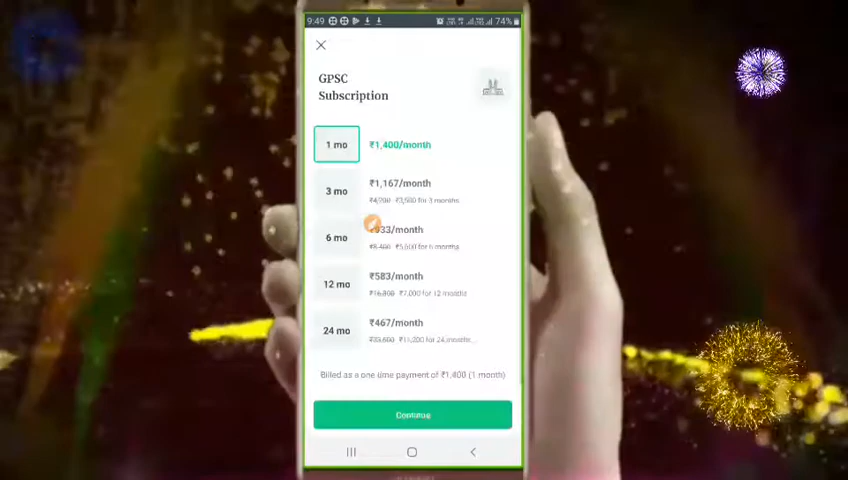 9:49
74%
GPSC
Subscription
1 mo
₹1,400/month
3 mo
₹1,167/month
₹4,200 ₹3,500 for 3 months
6 mo
₹933/month
₹8,400 ₹5,600 for 6 months
12 mo
₹583/month
₹16,800 ₹7,000 for 12 months
24 mo
₹467/month
₹33,600 ₹11,200 for 24 months...
Billed as a one time payment of ₹1,400 (1 month)
Continue